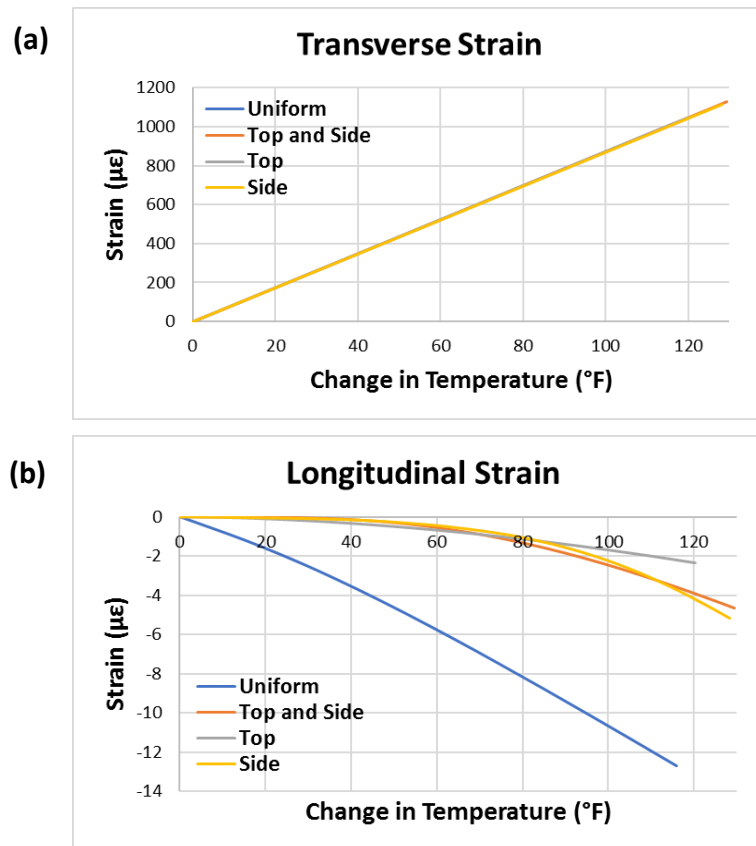 (a)
Transverse Strain
Strain (με)
1200
1000
800
600
400
200
0
Uniform
Top and Side
Top
Side
0 20 40 60 80 100 120
Change in Temperature (°F)
(b)
Longitudinal Strain
Strain (με)
0
-2
-4
-6
-8
-10
-12
-14
0 20 40 60 80 100 120
Uniform
Top and Side
Top
Side
Change in Temperature (°F)